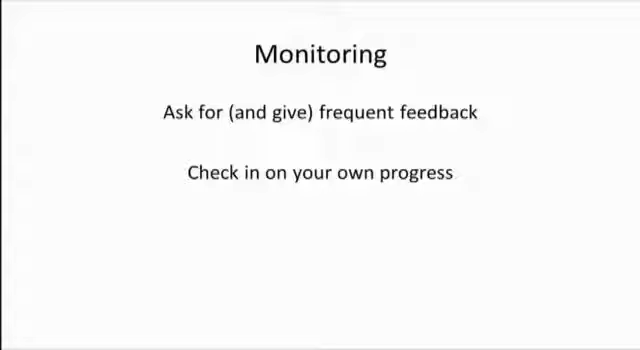 Monitoring
Ask for (and give) frequent feedback
Check in on your own progress